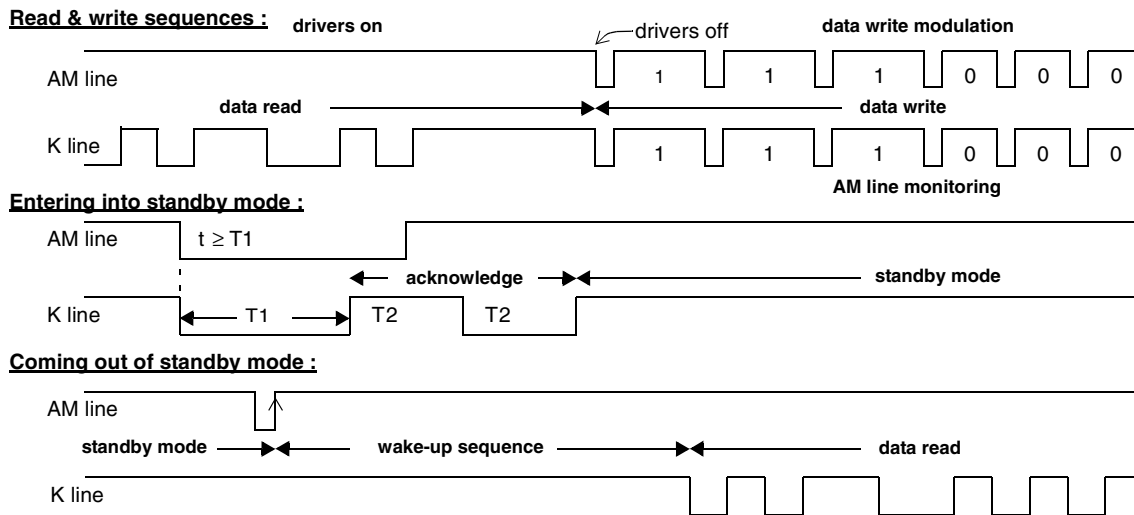 Read & write sequences :
drivers on
drivers off
data write modulation
AM line
1 1 1 0 0 0 0
data read
data write
K line
1 1 1 0 0 0 0
AM line monitoring
Entering into standby mode :
AM line
t ≥ T1
acknowledge
standby mode
K line
T1
T2
T2
Coming out of standby mode :
AM line
standby mode
wake-up sequence
data read
K line